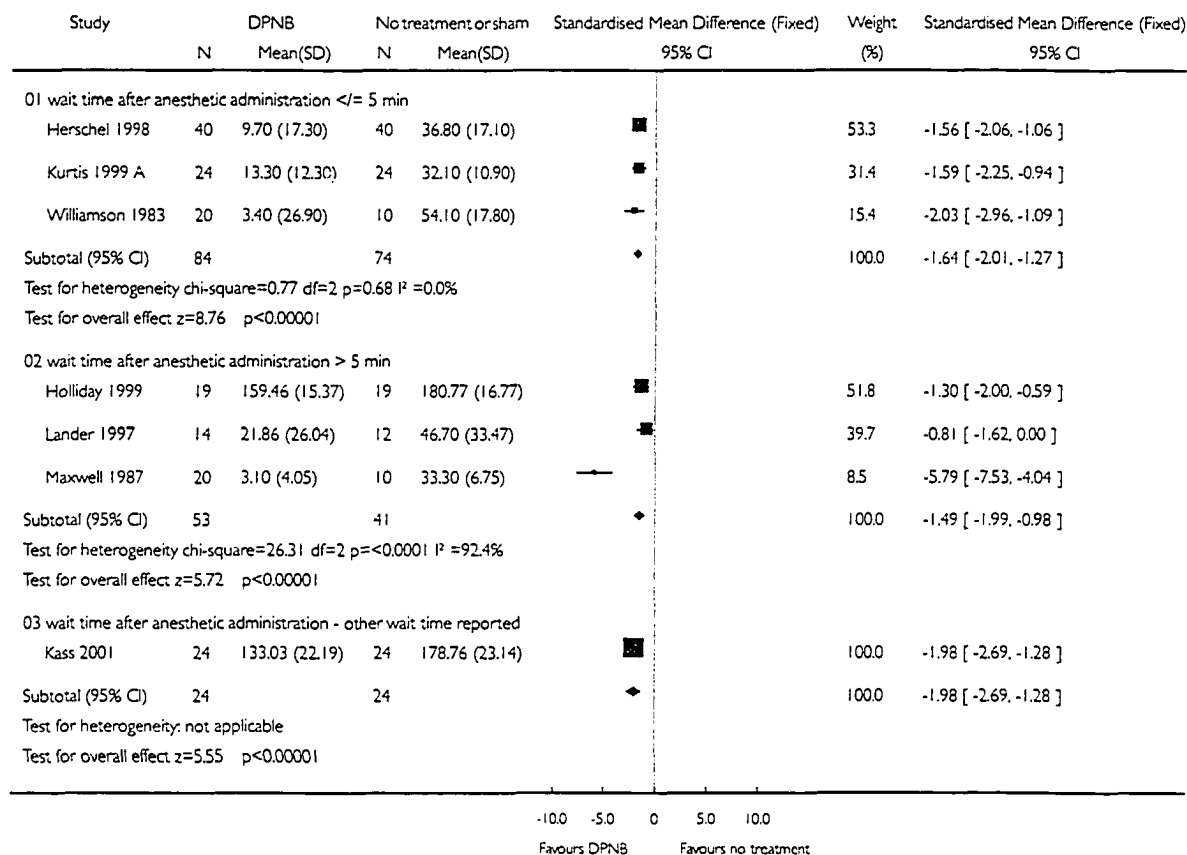 Study DPNB No treatment or sham Standardised Mean Difference (Fixed) Weight Standardised Mean Difference (Fixed)
N Mean(SD) N Mean(SD) 95% CI (%) 95% CI
01 wait time after anesthetic administration </= 5 min
Herschel 1998 40 9.70 (17.30) 40 36.80 (17.10) 53.3 -1.56 [ -2.06, -1.06 ]
Kurtis 1999 A 24 13.30 (12.30) 24 32.10 (10.90) 31.4 -1.59 [ -2.25, -0.94 ]
Williamson 1983 20 3.40 (26.90) 10 54.10 (17.80) 15.4 -2.03 [ -2.96, -1.09 ]
Subtotal (95% CI) 84 74 100.0 -1.64 [ -2.01, -1.27 ]
Test for heterogeneity chi-square=0.77 df=2 p=0.68 I² =0.0%
Test for overall effect z=8.76 p<0.00001
02 wait time after anesthetic administration > 5 min
Holliday 1999 19 159.46 (15.37) 19 180.77 (16.77) 51.8 -1.30 [ -2.00, -0.59 ]
Lander 1997 14 21.86 (26.04) 12 46.70 (33.47) 39.7 -0.81 [ -1.62, 0.00 ]
Maxwell 1987 20 3.10 (4.05) 10 33.30 (6.75) 8.5 -5.79 [ -7.53, -4.04 ]
Subtotal (95% CI) 53 41 100.0 -1.49 [ -1.99, -0.98 ]
Test for heterogeneity chi-square=26.31 df=2 p=<0.0001 I² =92.4%
Test for overall effect z=5.72 p<0.00001
03 wait time after anesthetic administration - other wait time reported
Kass 2001 24 133.03 (22.19) 24 178.76 (23.14) 100.0 -1.98 [ -2.69, -1.28 ]
Subtotal (95% CI) 24 24 100.0 -1.98 [ -2.69, -1.28 ]
Test for heterogeneity: not applicable
Test for overall effect z=5.55 p<0.00001
-10.0 -5.0 0 5.0 10.0
Favours DPNB Favours no treatment